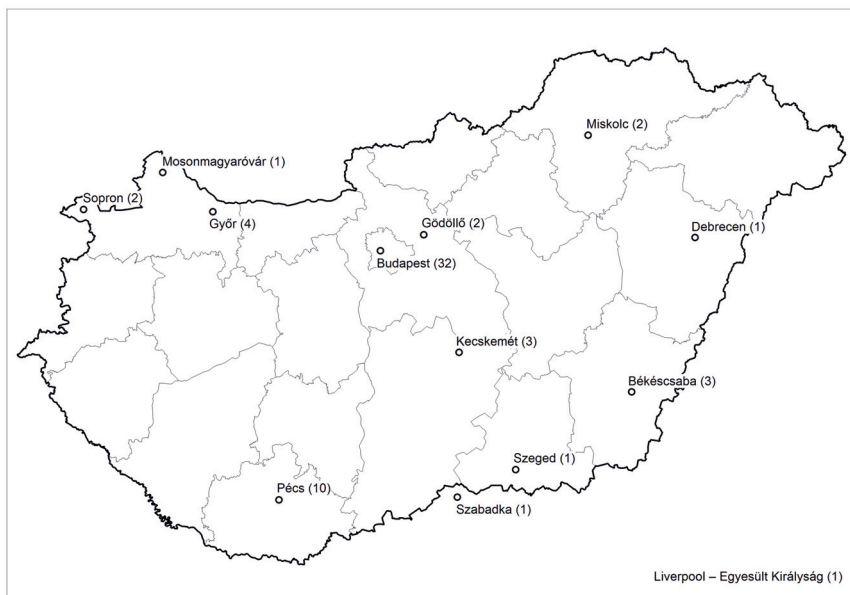 Miskolc (2)
Mosonmagyaróvár (1)
Sopron (2)
Győr (4)
Gödöllő (2)
Debrecen (1)
Budapest (32)
Kecskemét (3)
Békéscsaba (3)
Szeged (1)
Pécs (10)
Szabadka (1)
Liverpool – Egyesült Királyság (1)